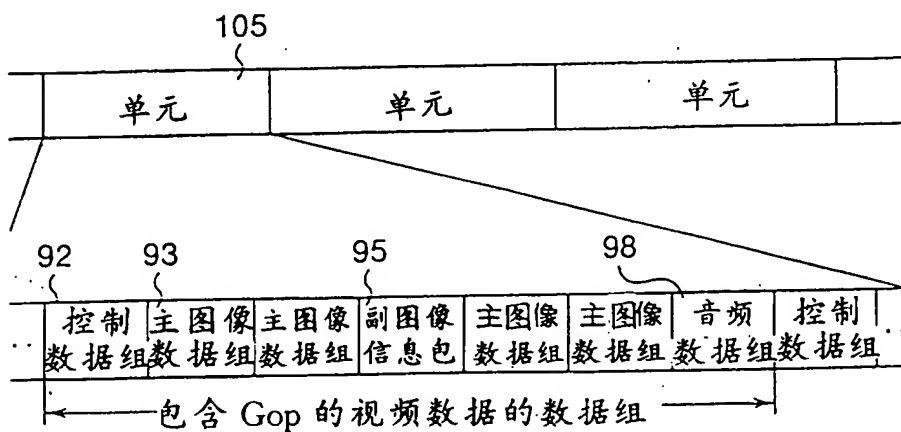 105
单元 单元 单元
92 93 95 98
控制 主图像 主图像 副图像 主图像 主图像 音频 控制
数据组 数据组 数据组 信息包 数据组 数据组 数据组 数据组
包含 Gop 的视频数据的数据组